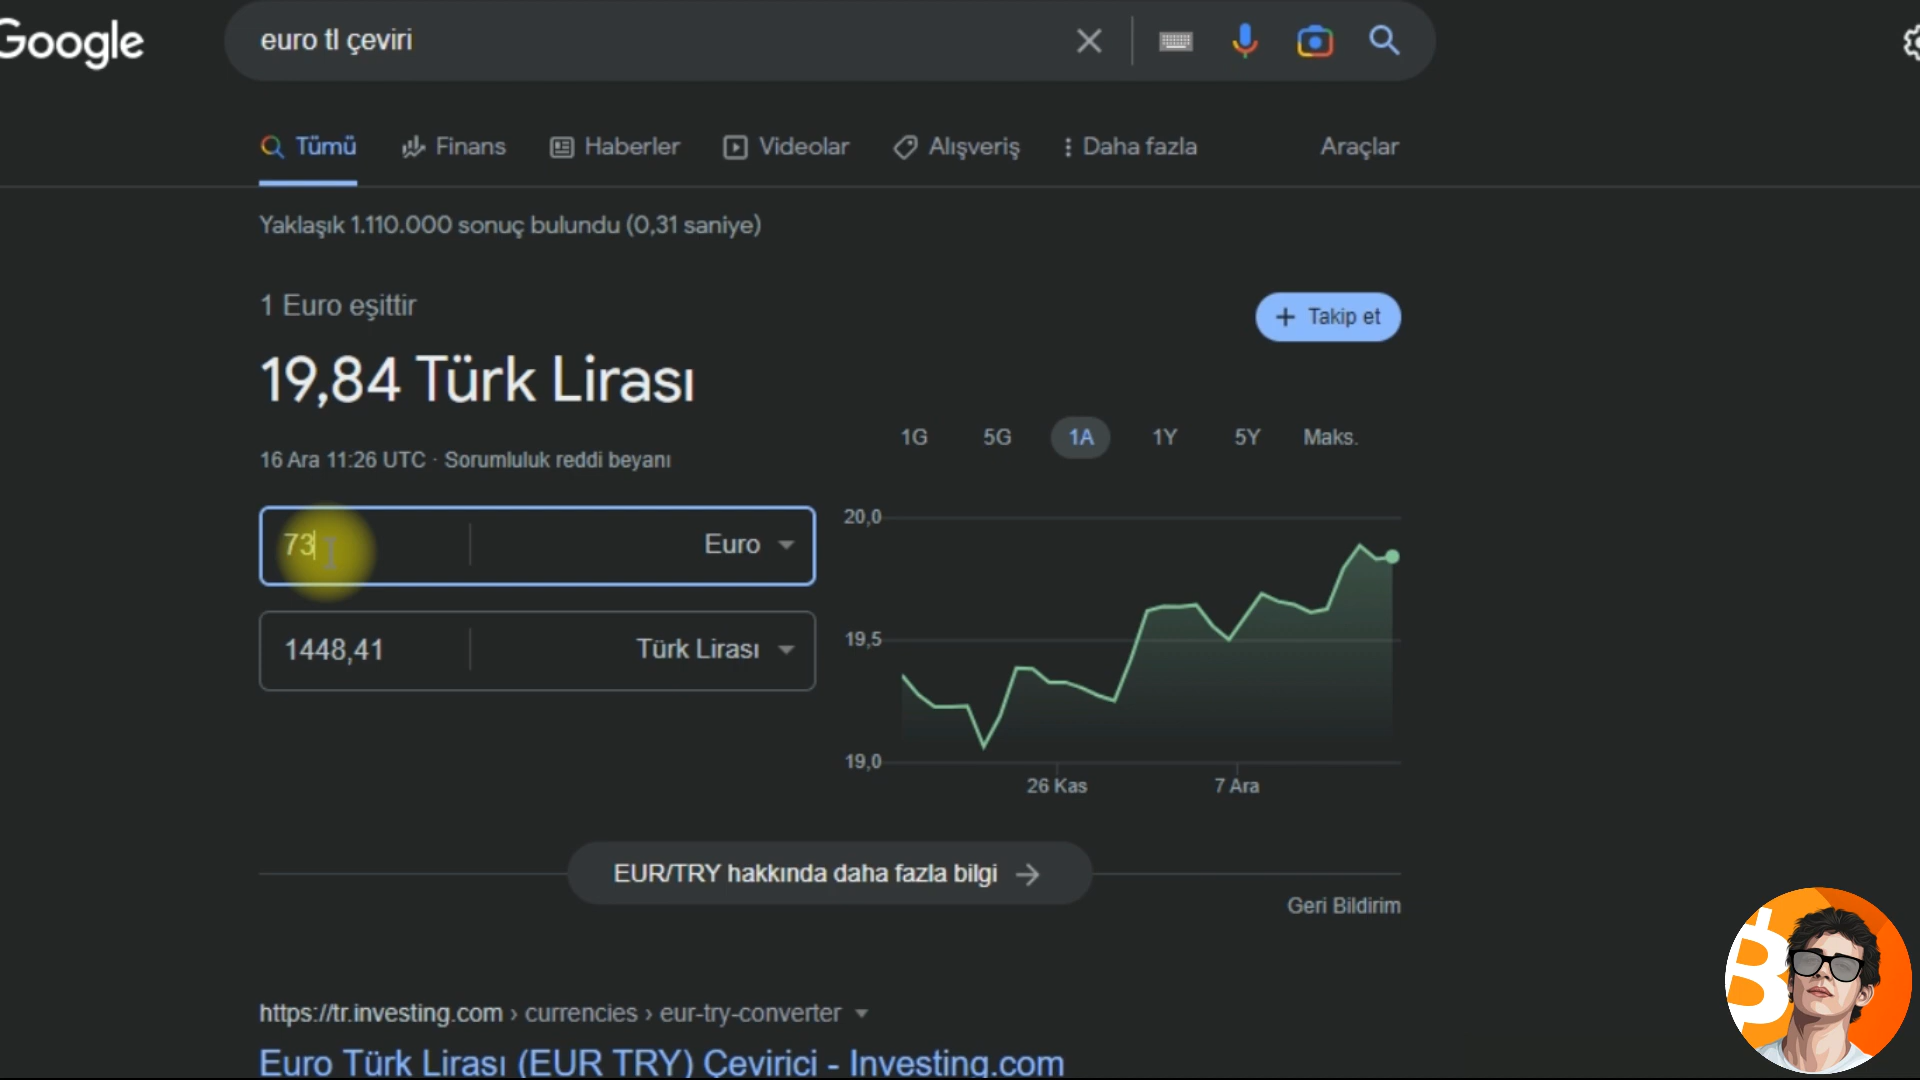 Google
euro tl çeviri
Tümü Finans Haberler Videolar Alışveriş Daha fazla Araçlar
Yaklaşık 1.110.000 sonuç bulundu (0,31 saniye)
1 Euro eşittir
+ Takip et
19,84 Türk Lirası
16 Ara 11:26 UTC · Sorumluluk reddi beyanı
73 Euro
1448,41 Türk Lirası
1G 5G 1A 1Y 5Y Maks.
20,0
19,5
19,0
26 Kas 7 Ara
EUR/TRY hakkında daha fazla bilgi →
Geri Bildirim
https://tr.investing.com › currencies › eur-try-converter
Euro Türk Lirası (EUR TRY) Çevirici - Investing.com